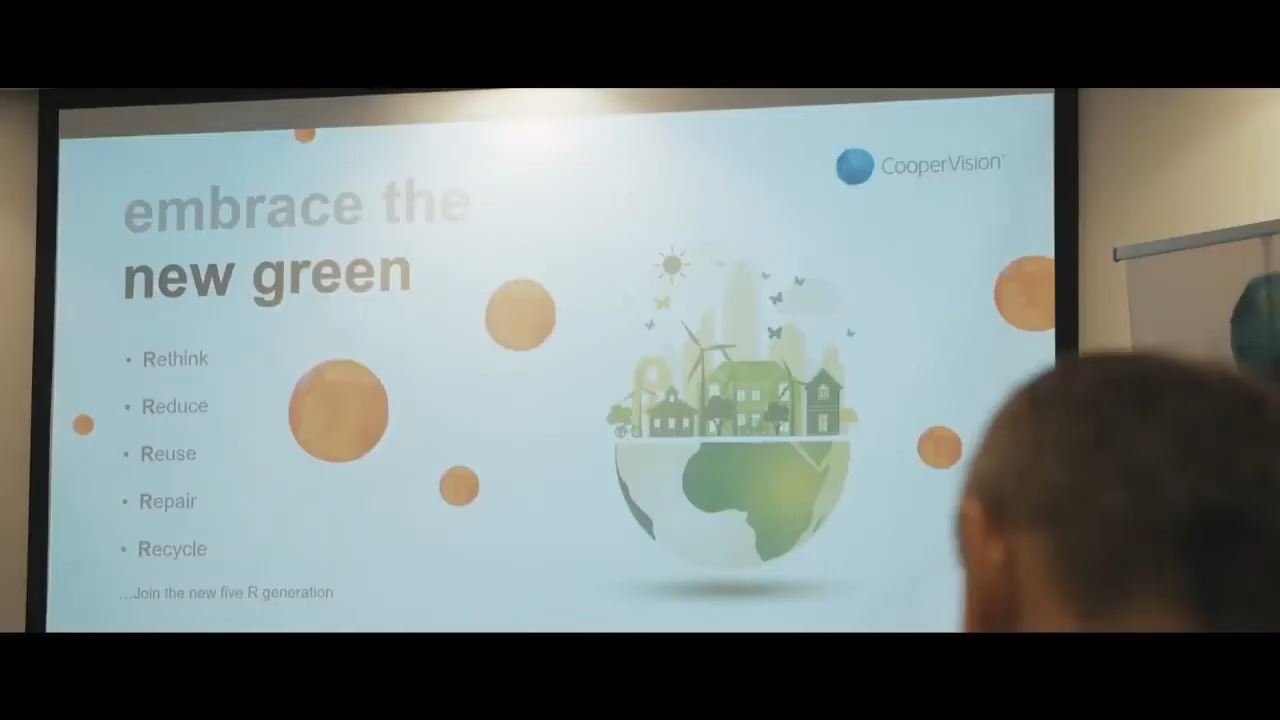 embrace the
new green
CooperVision
• Rethink
• Reduce
• Reuse
• Repair
• Recycle
...Join the new five R generation